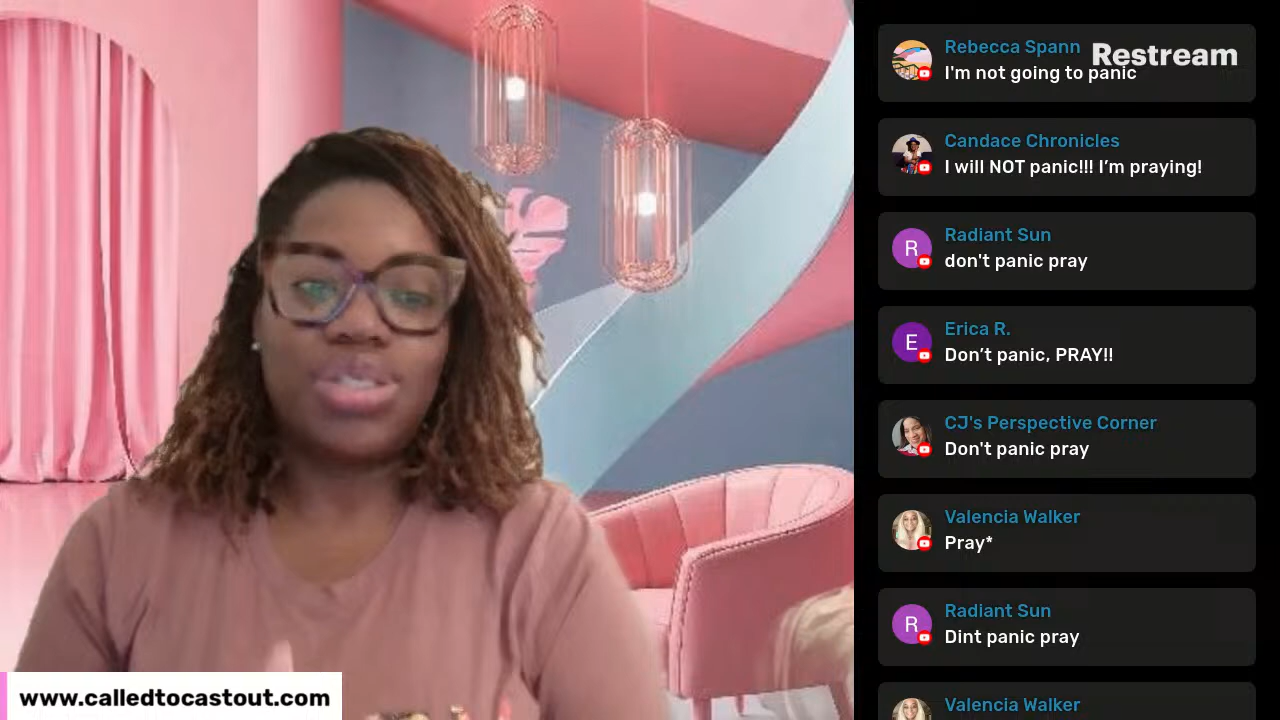 Rebecca Spann
Restream
I'm not going to panic
Candace Chronicles
I will NOT panic!!! I’m praying!
R
Radiant Sun
don't panic pray
E
Erica R.
Don’t panic, PRAY!!
CJ's Perspective Corner
Don't panic pray
Valencia Walker
Pray*
R
Radiant Sun
Dint panic pray
Valencia Walker
www.calledtocastout.com